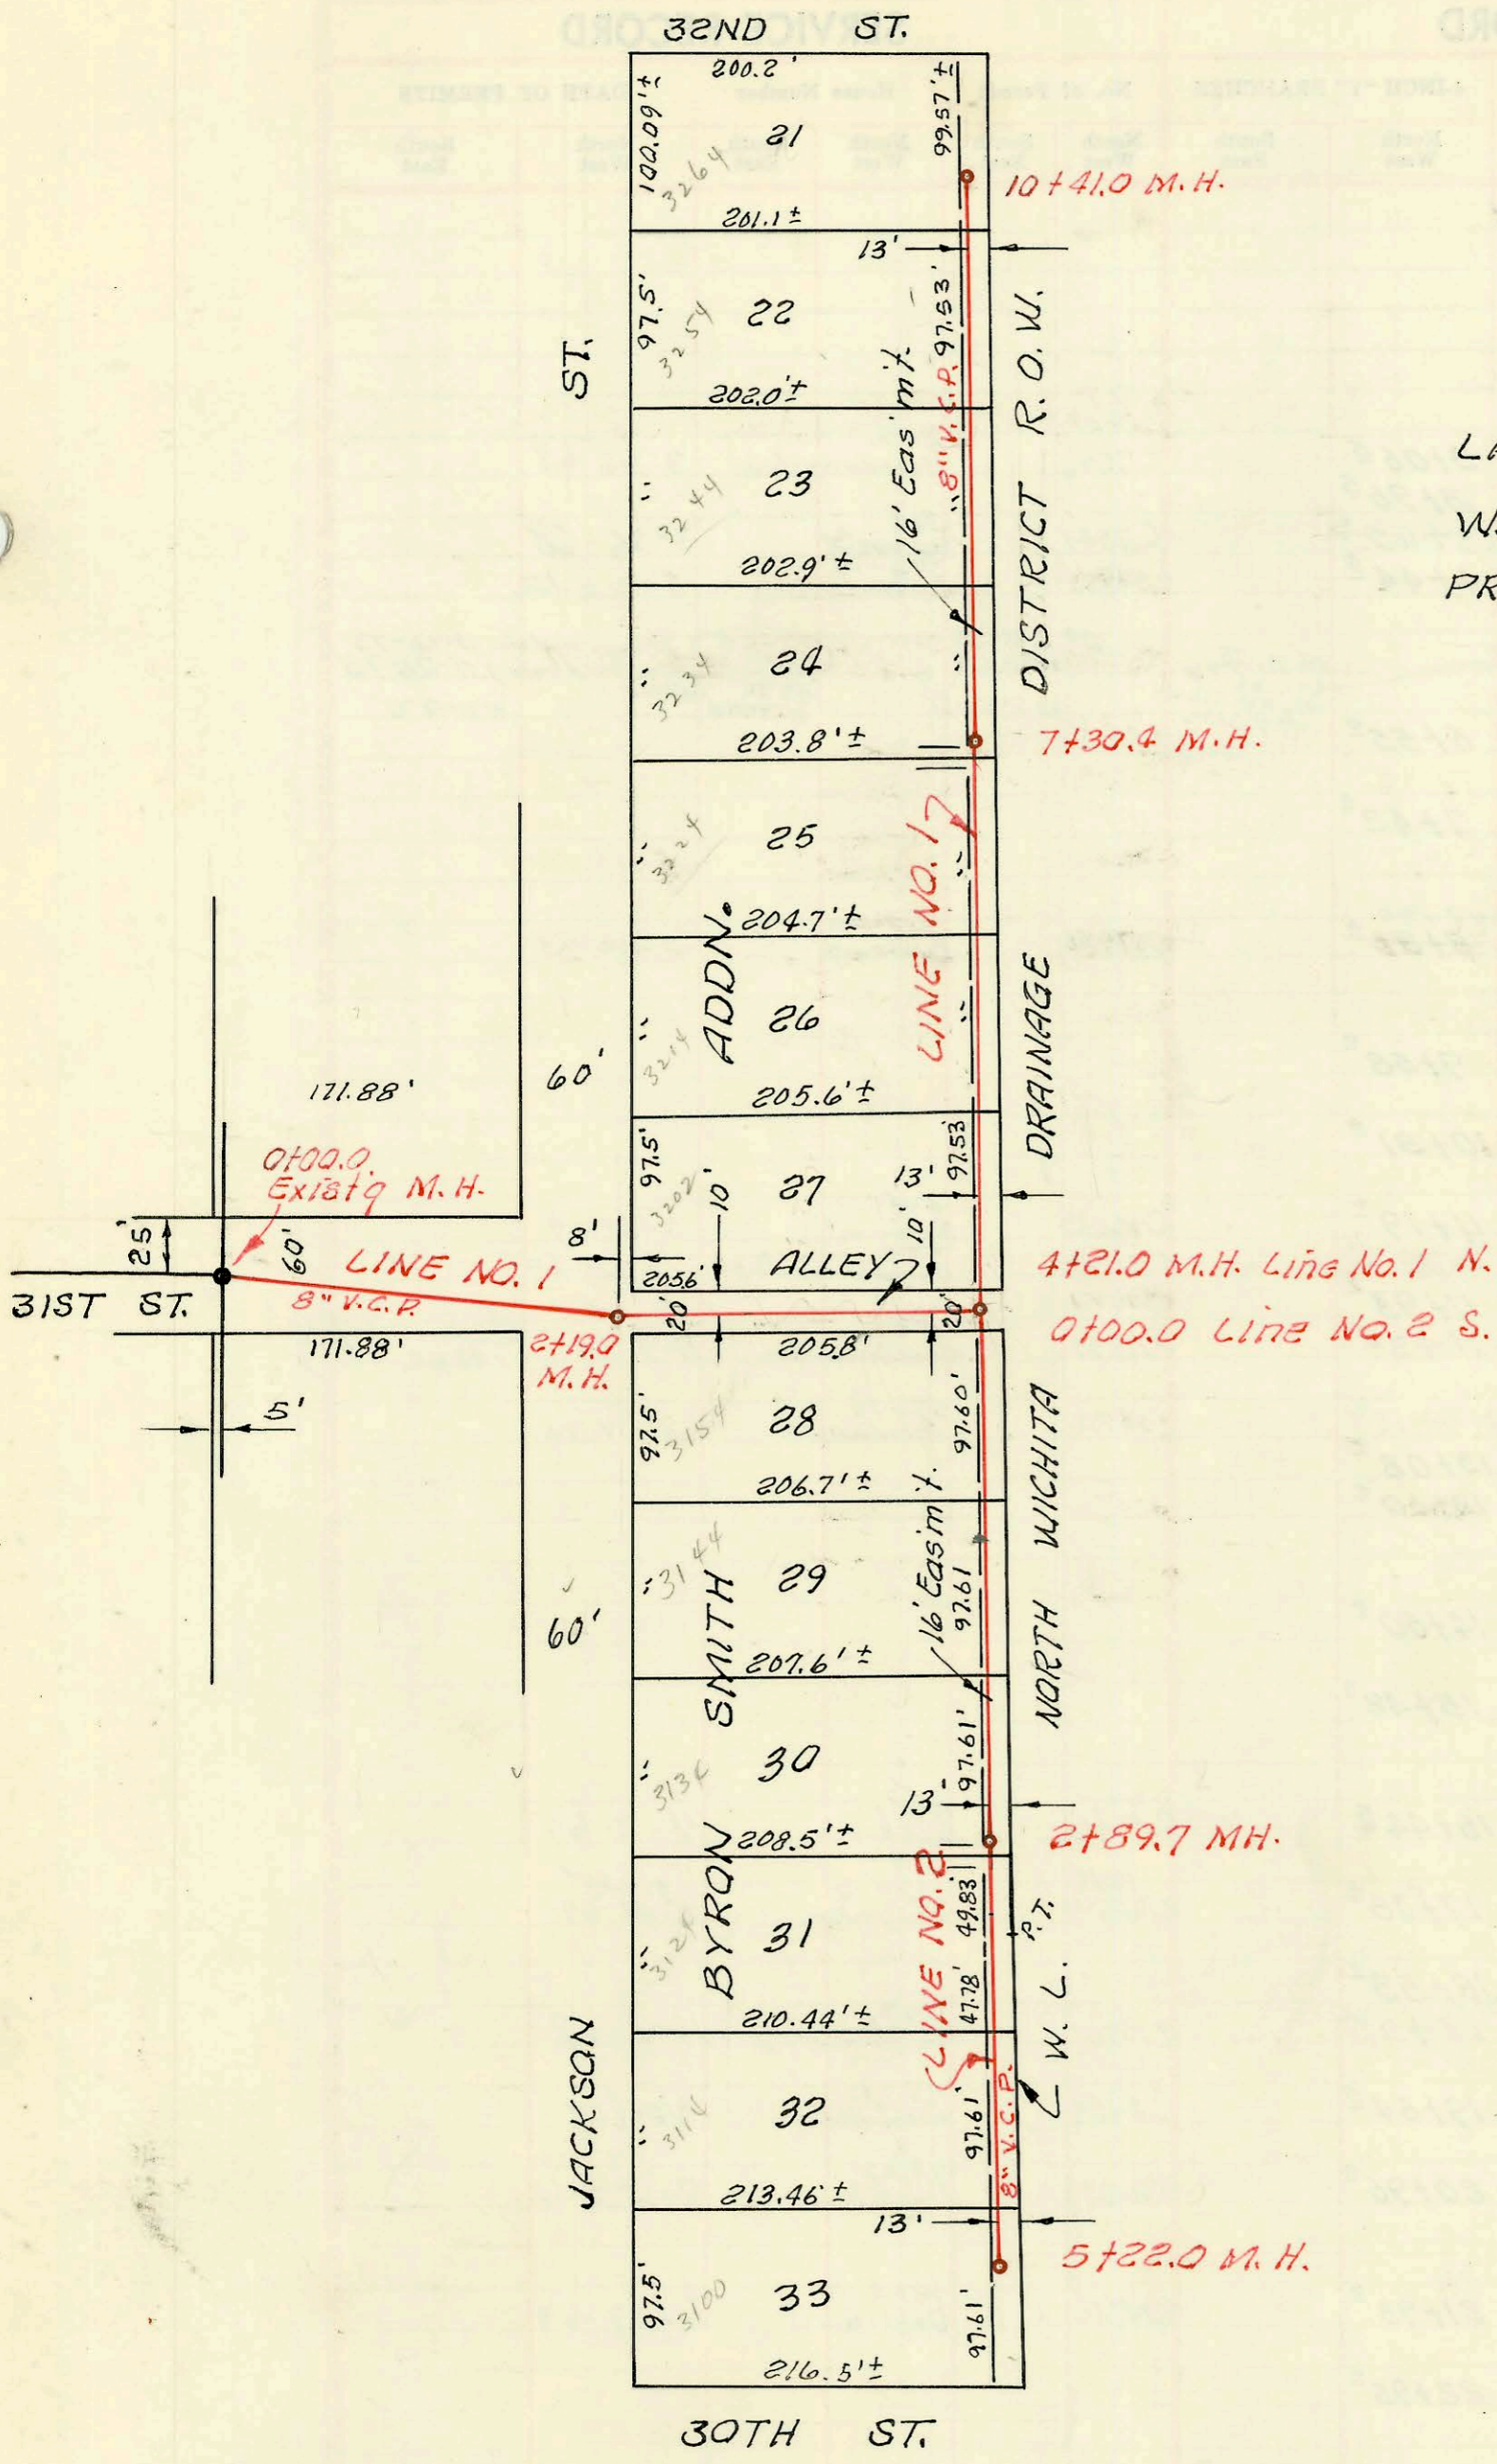 32ND ST.
200.2'
100.09'±
21
99.57'±
3264
10+41.0 M.H.
201.1±
13'
97.5'
22
3254
97.53'
8" V.C.P.
16' Eas'm't.
202.0'±
ST.
DISTRICT R.O.W.
"
23
3244
"
202.9'±
"
24
3234
"
203.8'±
7+30.4 M.H.
"
25
3224
"
LINE NO. 1
204.7'±
ADDN.
"
26
3214
"
60'
205.6'±
DRAINAGE
171.88'
97.5'
27
3202
10'
13'
97.53
10'
0+00.0
Exist'g M.H.
25'
60'
LINE NO. 1
8'
205.6
ALLEY
4+21.0 M.H. Line No. 1 N.
31ST ST.
8" V.C.P.
20'
20'
0+00.0 Line No. 2 S.
171.88'
2+19.0
M.H.
205.8'
5'
97.5'
28
3154
97.60'
206.7'±
"
29
3144
97.61
16' Eas'm't.
60'
207.6'±
SMITH
NORTH WICHITA
"
30
3134
97.61'
13'
208.5'±
2+89.7 MH.
BYRON
"
31
3124
49.83
47.78'
LINE NO. 2
P.T.
210.44'±
W. L.
JACKSON
"
32
3114
97.61'
8" V.C.P.
213.46'±
13'
5+22.0 M.H.
97.5'
33
3100
97.61'
216.5'±
30TH ST.